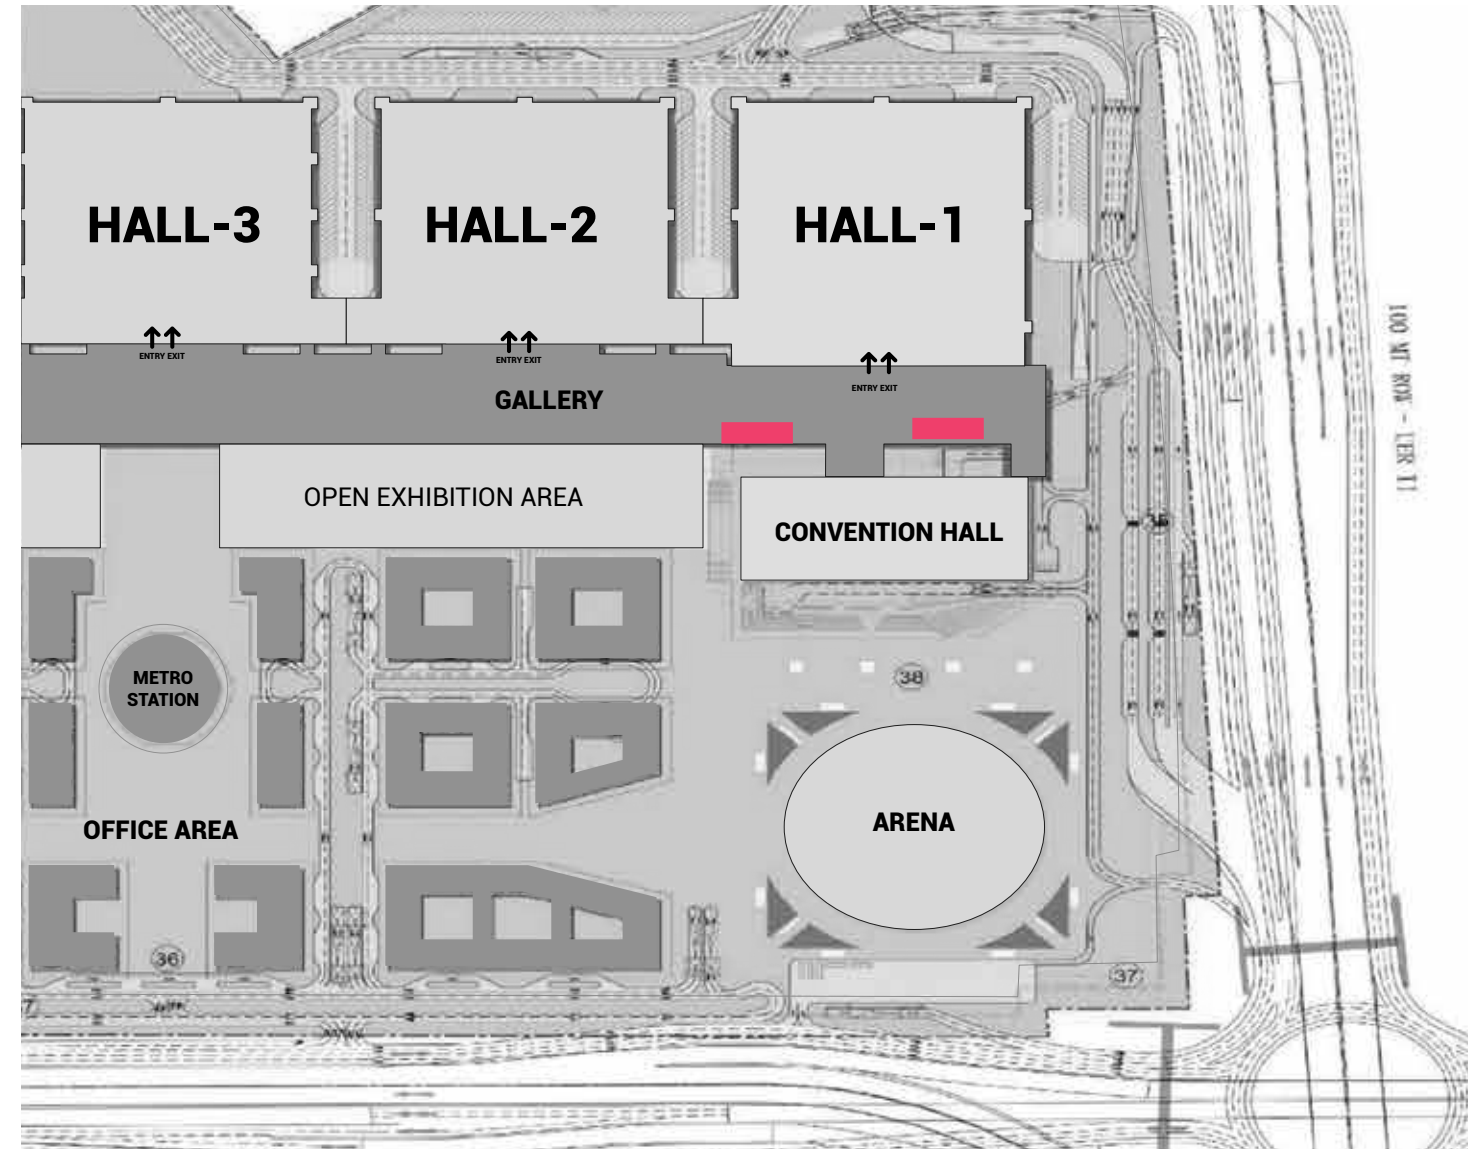 HALL-3
HALL-2
HALL-1
ENTRY EXIT
ENTRY EXIT
ENTRY EXIT
GALLERY
OPEN EXHIBITION AREA
CONVENTION HALL
METRO
STATION
38
OFFICE AREA
ARENA
36
37
7